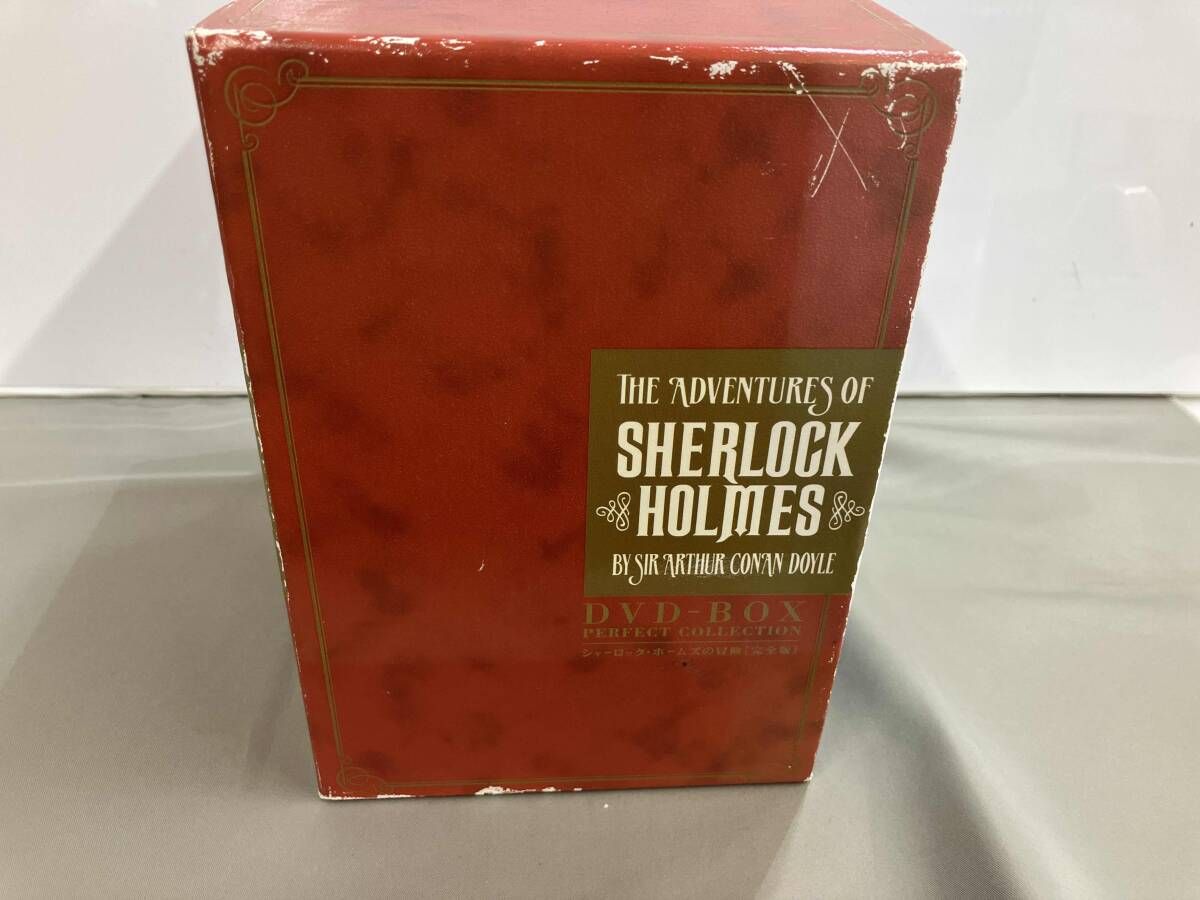 THE ADVENTURES OF
SHERLOCK
HOLMES
BY SIR ARTHUR CONAN DOYLE
DVD-BOX
PERFECT COLLECTION
シャーロック・ホームズの冒険[完全版]